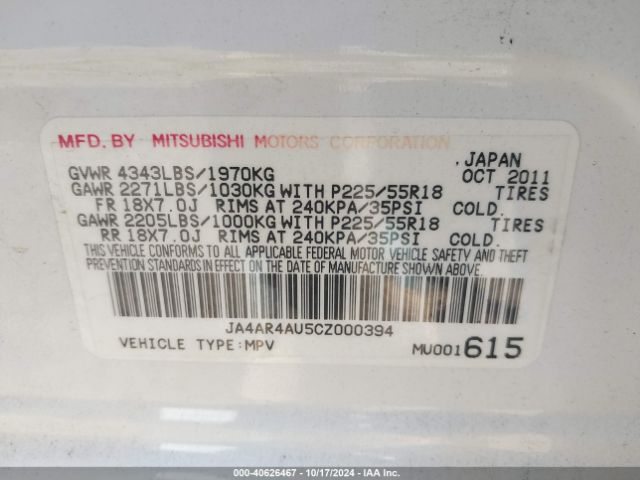 MFD. BY MITSUBISHI MOTORS CORPORATION
GVWR 4343LBS/1970KG . JAPAN
OCT 2011
GAWR 2271LBS/1030KG WITH P225/55R18 TIRES
FR 18X7.0J RIMS AT 240KPA/35PSI COLD.
GAWR 2205LBS/1000KG WITH P225/55R18 TIRES
RR 18X7.0J RIMS AT 240KPA/35PSI COLD.
THIS VEHICLE CONFORMS TO ALL APPLICABLE FEDERAL MOTOR VEHICLE SAFETY AND THEFT
PREVENTION STANDARDS IN EFFECT ON THE DATE OF MANUFACTURE SHOWN ABOVE.
JA4AR4AU5CZ000394
VEHICLE TYPE:MPV MU001615
000-40626467 - 10/17/2024 - IAA Inc.